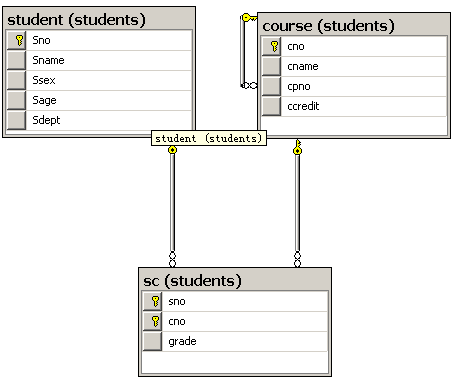 student (students)
Sno
Sname
Ssex
Sage
Sdept
course (students)
cno
cname
cpno
ccredit
student (students)
sc (students)
sno
cno
grade